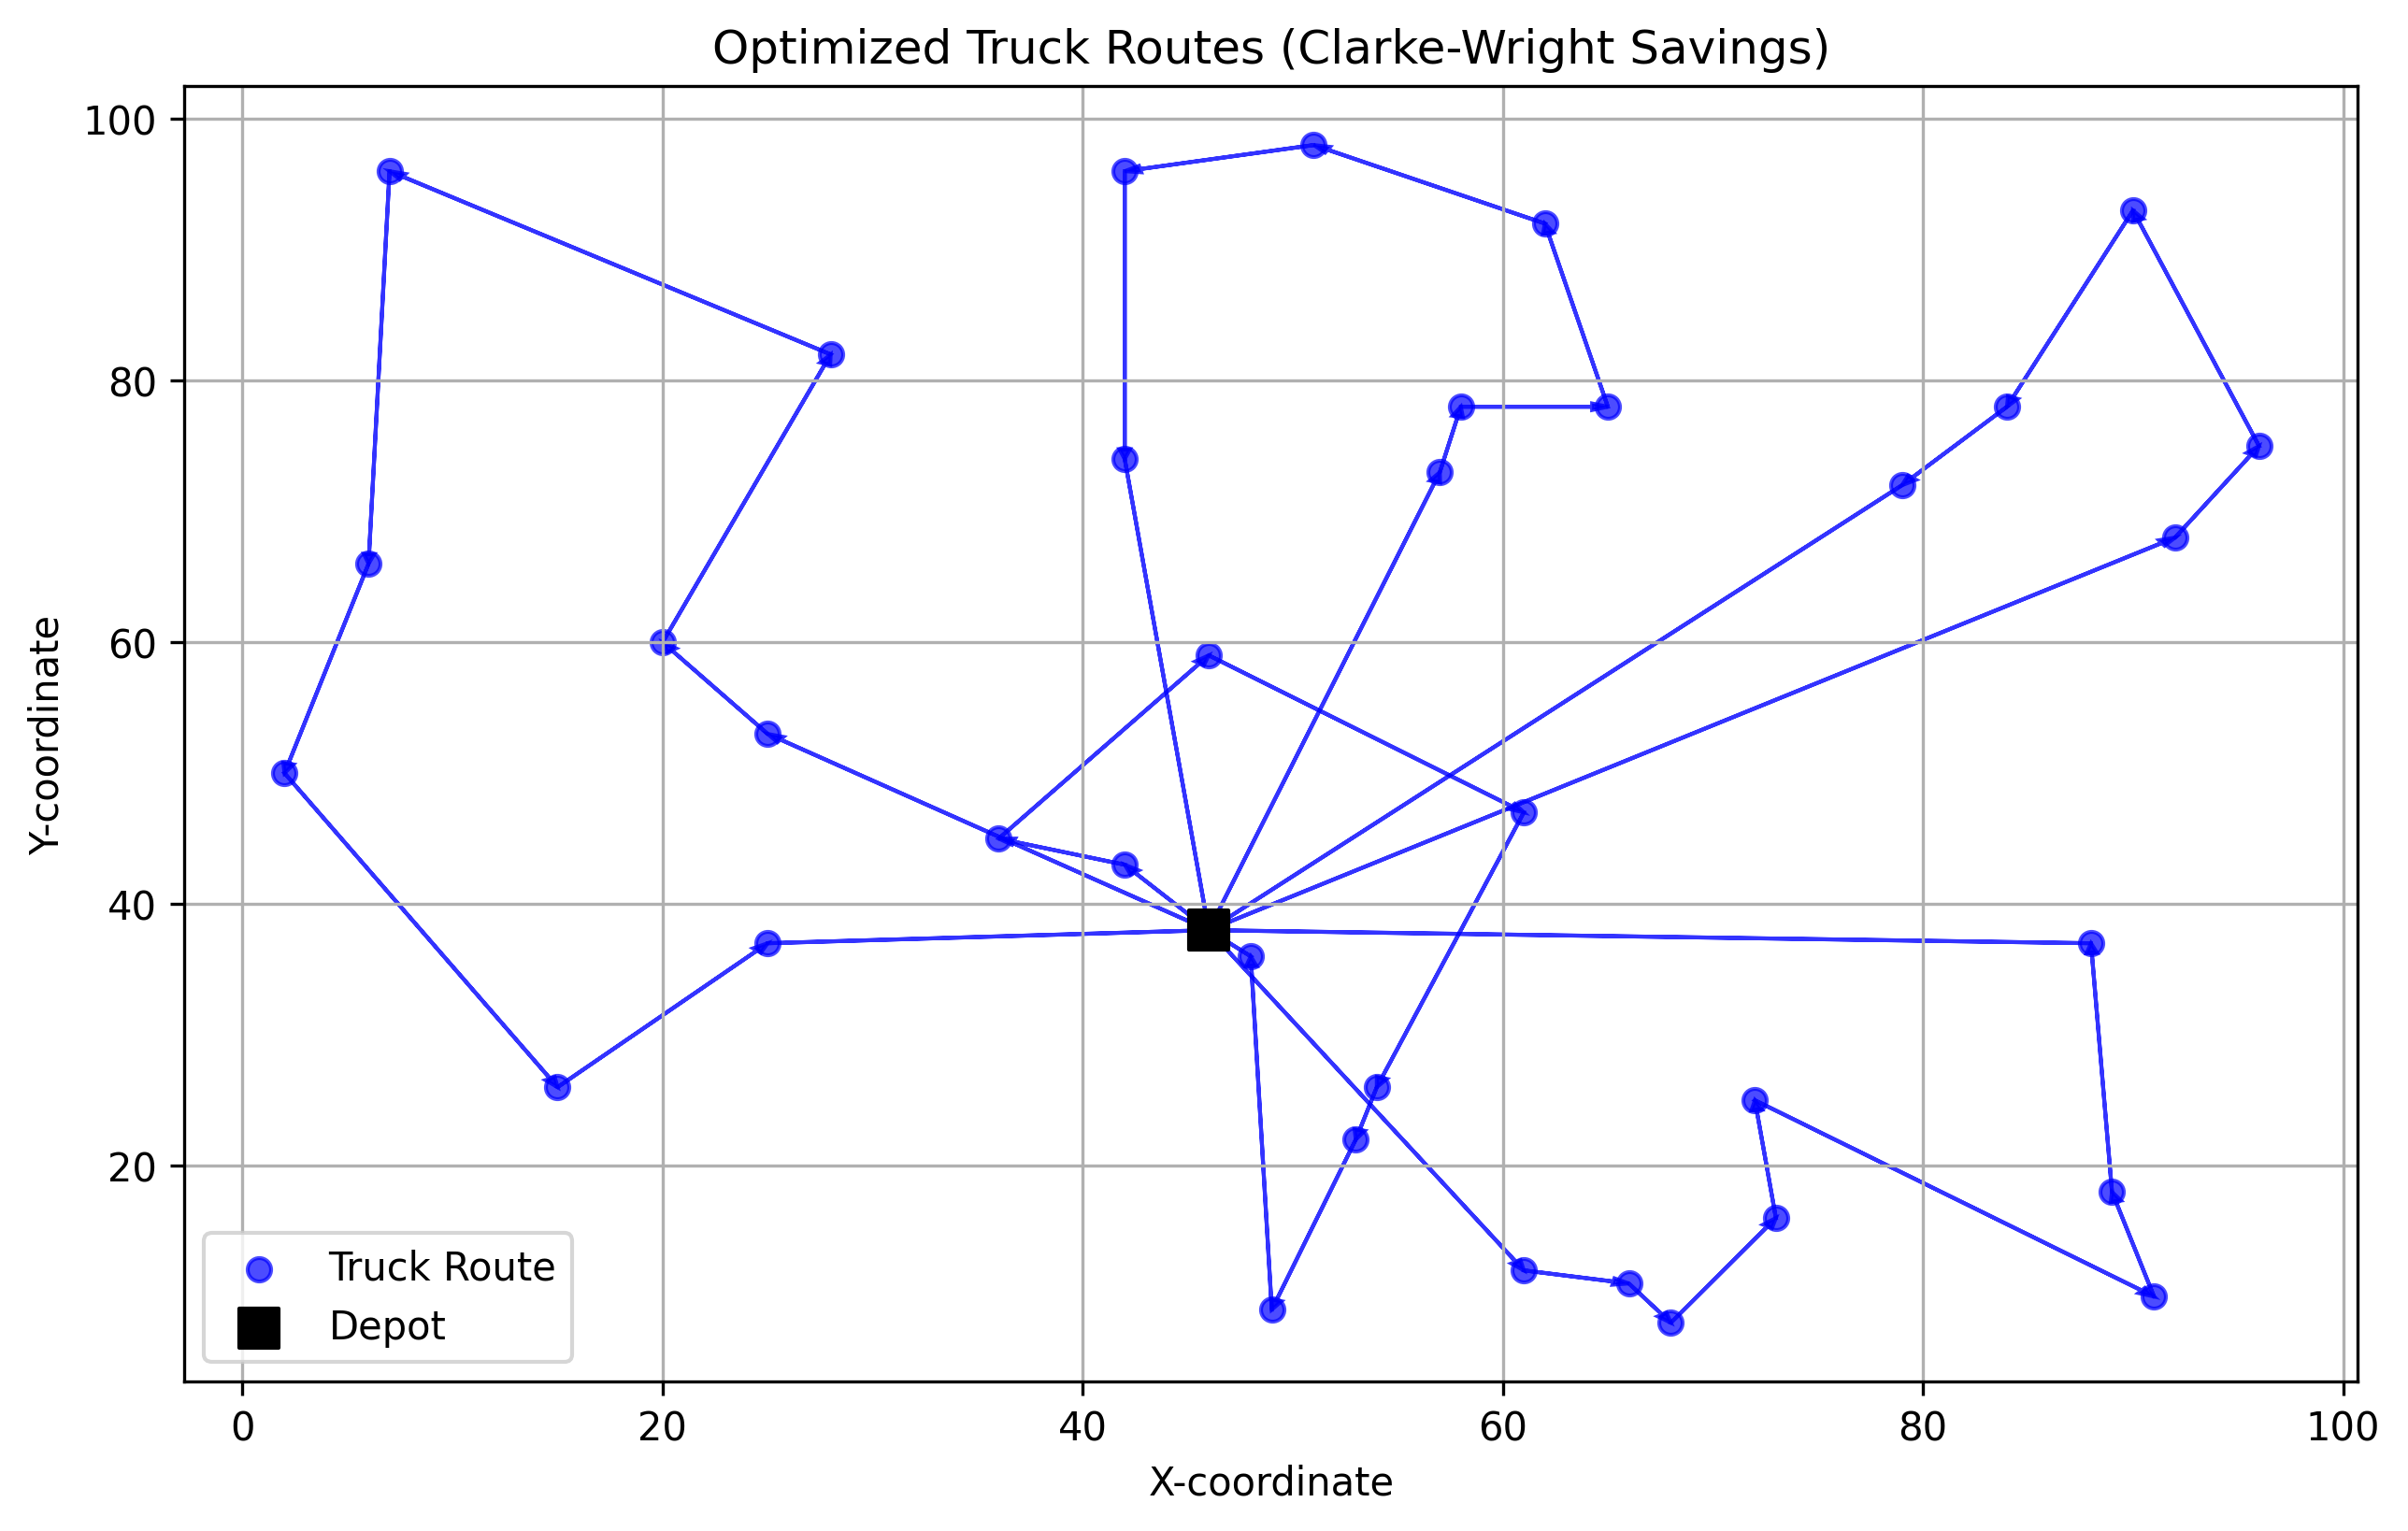 Optimized Truck Routes (Clarke-Wright Savings)
100
80
60
40
20
Y-coordinate
Truck Route
Depot
0 20 40 60 80 100
X-coordinate